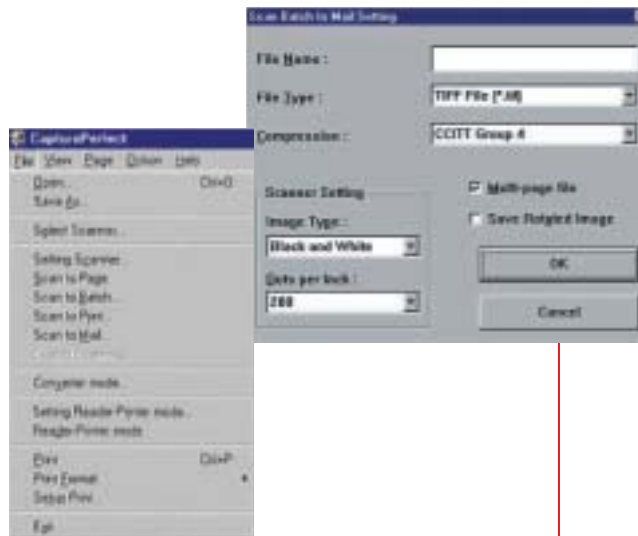 Scan Batch to Mail Setting
File Name :
File Type :
TIFF File (*.tif)
Compression :
CCITT Group 4
Scanner Setting
Image Type :
Black and White
Dots per Inch :
200
Multi-page file
Save Rotated Image
OK
Cancel
CapturePerfect
File View Page Option Help
Open... Ctrl+O
Save As...
Select Scanner...
Setting Scanner...
Scan to Page
Scan to Batch...
Scan to Print...
Scan to Mail...
Converter mode...
Setting Reader-Printer mode...
Reader-Printer mode
Print Ctrl+P
Print Format
Setup Print
Exit